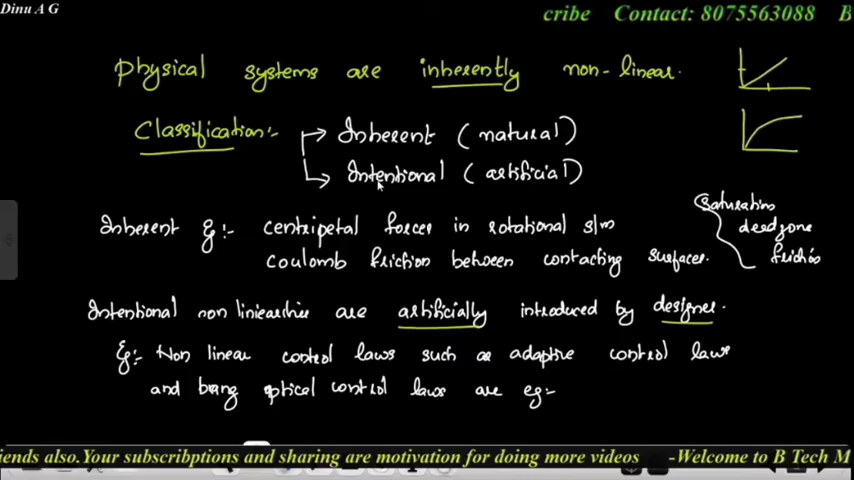 Dinu A G
cribe Contact: 8075563088 B
Physical systems are inherently non-linear.
Classification:-
Inherent (natural)
Intentional (artificial)
Inherent Eg:- centripetal forces in rotational s/m
coulomb friction between contacting surfaces.
Saturation
deadzone
friction
Intentional non linearities are artificially introduced by designer.
Eg:- Non linear control laws such as adaptive control laws
and bang optical control laws are eg:-
iends also.Your subscribptions and sharing are motivation for doing more videos -Welcome to B Tech M